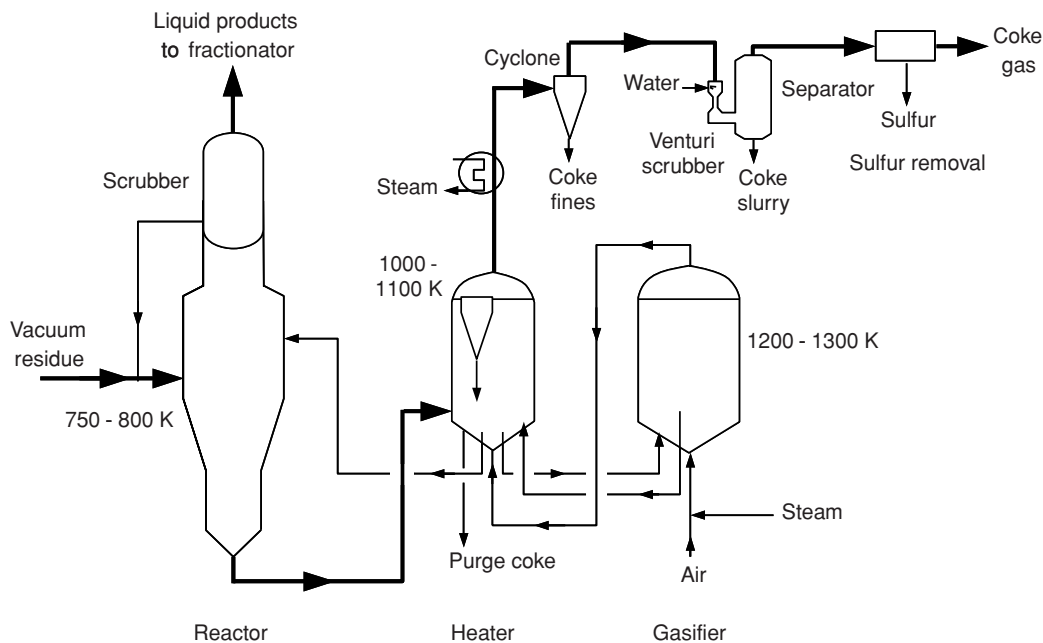 Liquid products
to fractionator
Cyclone
Coke
gas
Water
Separator
Sulfur
Venturi
scrubber
Sulfur removal
Scrubber
Steam
Coke
fines
Coke
slurry
1000 -
1100 K
Vacuum
residue
1200 - 1300 K
750 - 800 K
Steam
Purge coke
Air
Reactor
Heater
Gasifier